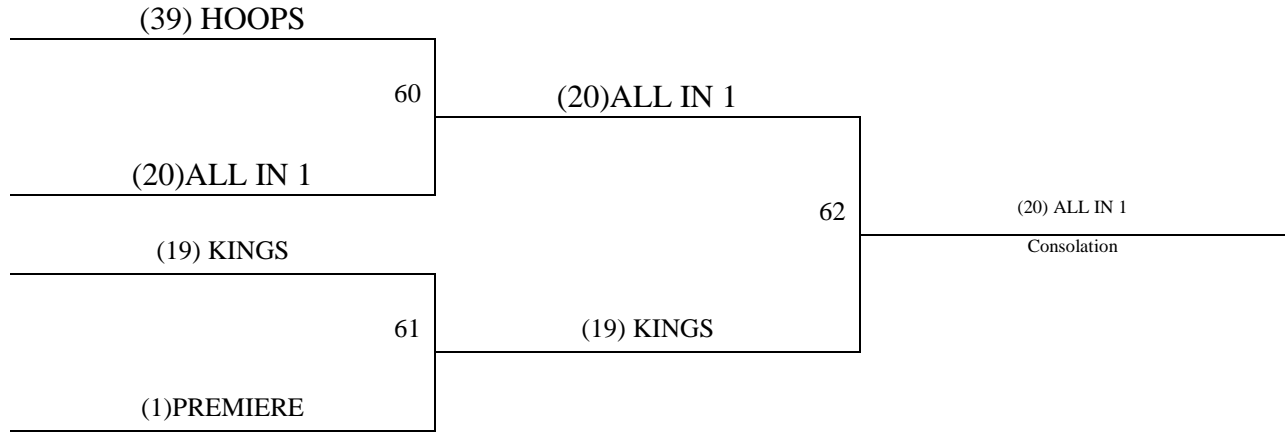 (39) HOOPS
60
(20)ALL IN 1
(20)ALL IN 1
62
(20) ALL IN 1
(19) KINGS
Consolation
61
(19) KINGS
(1)PREMIERE